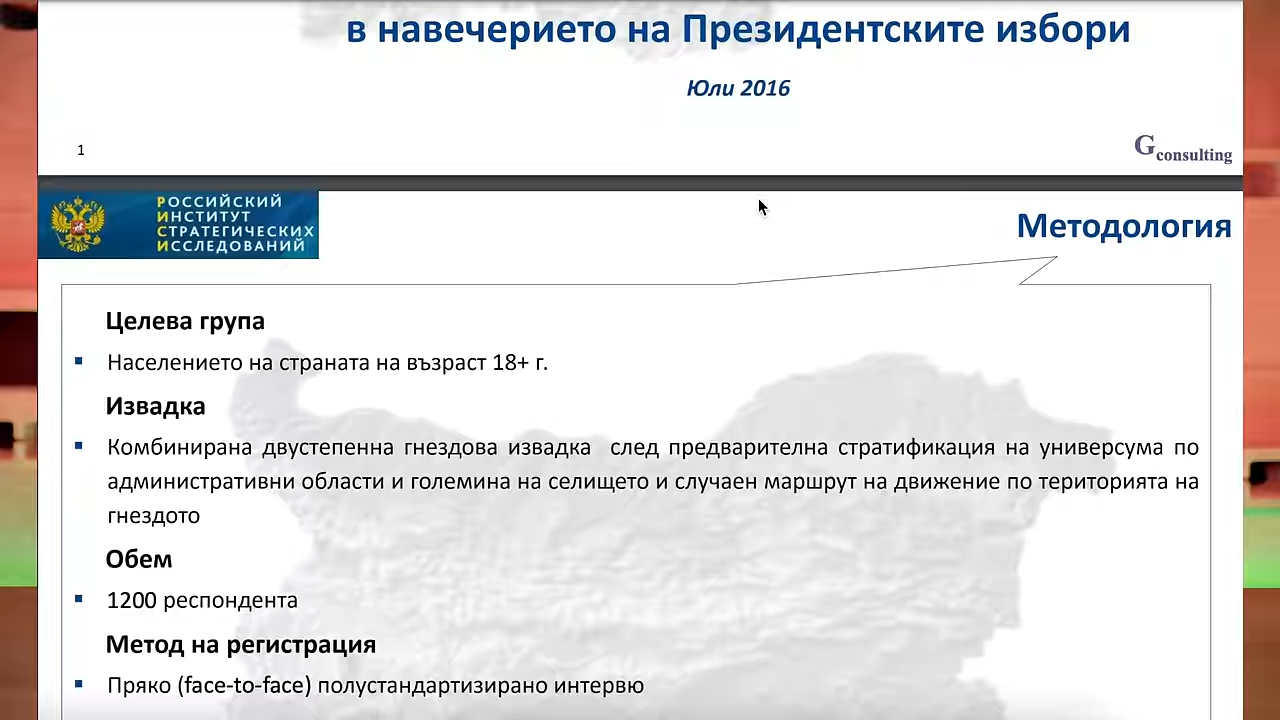 в навечерието на Президентските избори
Юли 2016
1
Gconsulting
РОССИЙСКИЙ
ИНСТИТУТ
СТРАТЕГИЧЕСКИХ
ИССЛЕДОВАНИЙ
Методология
Целева група
▪ Населението на страната на възраст 18+ г.
Извадка
▪ Комбинирана двустепенна гнездова извадка след предварителна стратификация на универсума по
административни области и големина на селището и случаен маршрут на движение по територията на
гнездото
Обем
▪ 1200 респондента
Метод на регистрация
▪ Пряко (face-to-face) полустандартизирано интервю